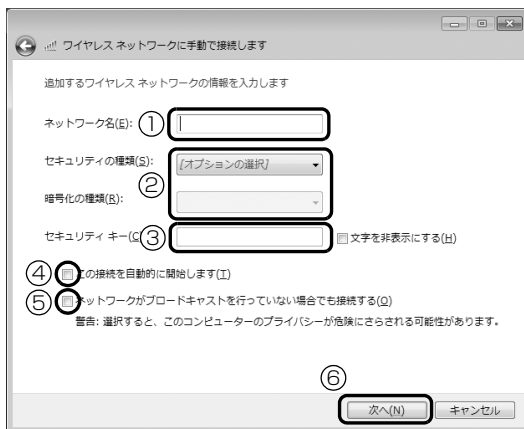 ワイヤレス ネットワークに手動で接続します
追加するワイヤレス ネットワークの情報を入力します
ネットワーク名(E): ①
セキュリティの種類(S): [オプションの選択]
②
暗号化の種類(R):
セキュリティ キー(C ③ 文字を非表示にする(H)
④ この接続を自動的に開始します(T)
⑤ ネットワークがブロードキャストを行っていない場合でも接続する(O)
警告: 選択すると、このコンピューターのプライバシーが危険にさらされる可能性があります。
⑥
次へ(N) キャンセル